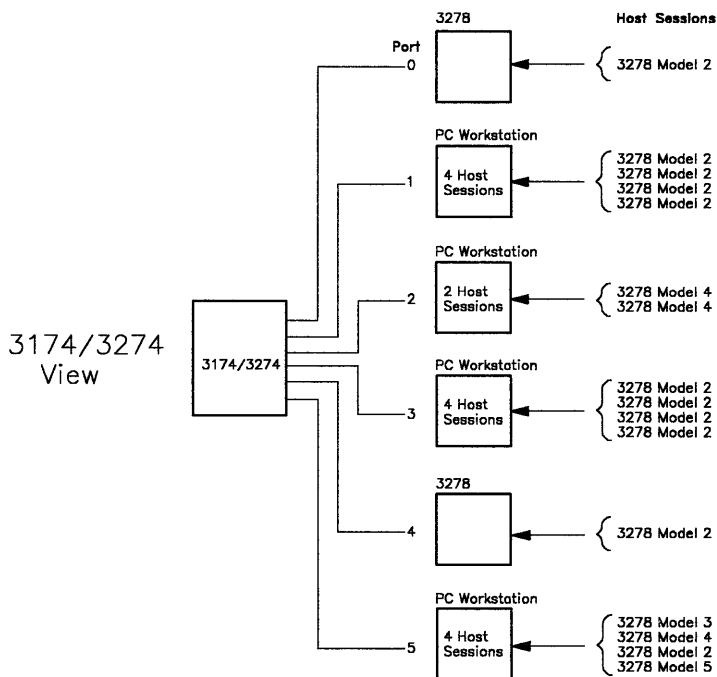 3278
Host Sessions
Port
0
3278 Model 2
PC Workstation
1
4 Host
Sessions
3278 Model 2
3278 Model 2
3278 Model 2
3278 Model 2
PC Workstation
2
2 Host
Sessions
3278 Model 4
3278 Model 4
3174/3274
View
3174/3274
PC Workstation
3
4 Host
Sessions
3278 Model 2
3278 Model 2
3278 Model 2
3278 Model 2
3278
4
3278 Model 2
PC Workstation
5
4 Host
Sessions
3278 Model 3
3278 Model 4
3278 Model 2
3278 Model 5